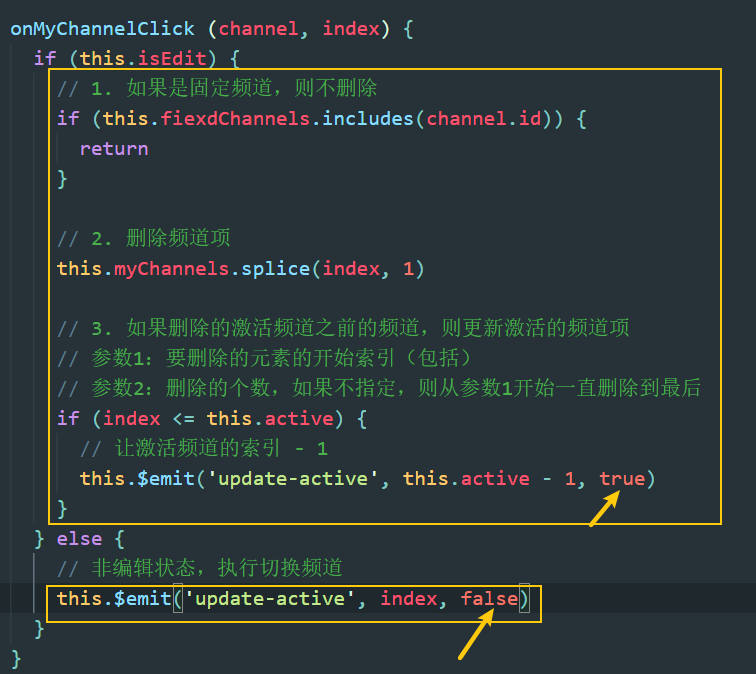 onMyChannelClick (channel, index) {
if (this.isEdit) {
// 1. 如果是固定频道，则不删除
if (this.fiexdChannels.includes(channel.id)) {
return
}
// 2. 删除频道项
this.myChannels.splice(index, 1)
// 3. 如果删除的激活频道之前的频道，则更新激活的频道项
// 参数1：要删除的元素的开始索引（包括）
// 参数2：删除的个数，如果不指定，则从参数1开始一直删除到最后
if (index <= this.active) {
// 让激活频道的索引 - 1
this.$emit('update-active', this.active - 1, true)
}
} else {
// 非编辑状态，执行切换频道
this.$emit('update-active', index, false)
}
}